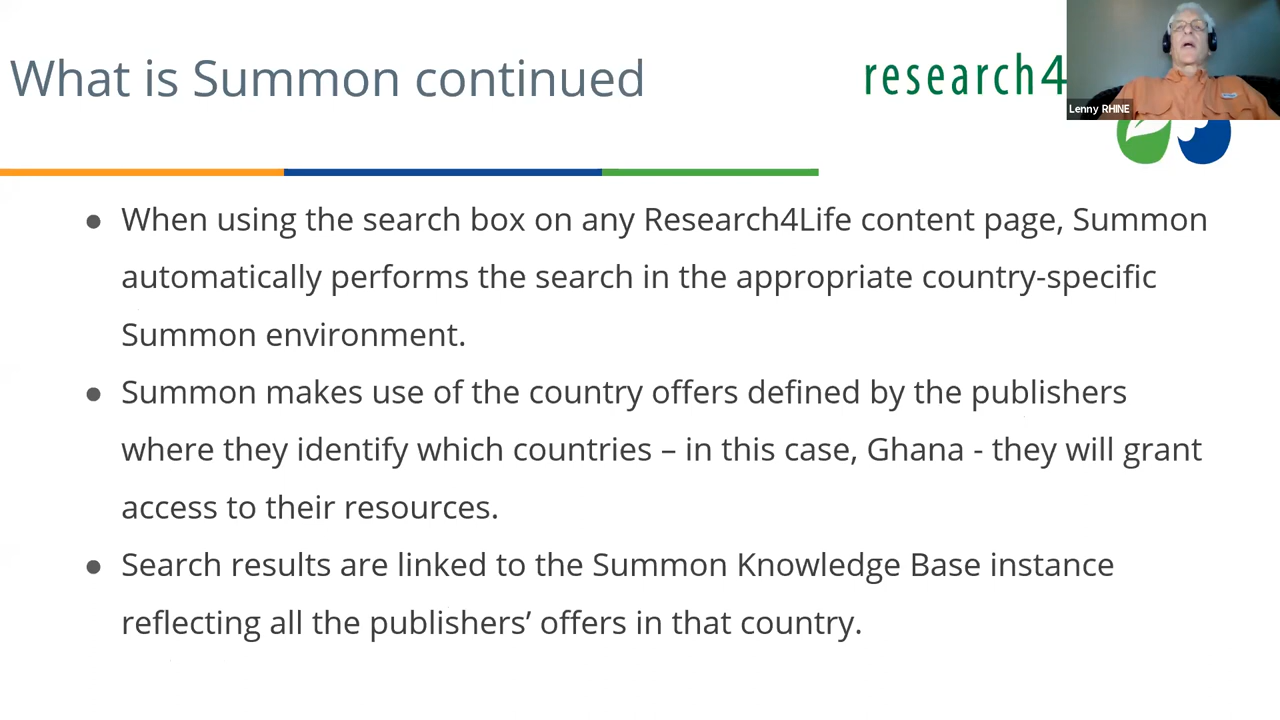 What is Summon continued
research4
Lenny RHINE
● When using the search box on any Research4Life content page, Summon
automatically performs the search in the appropriate country-specific
Summon environment.
● Summon makes use of the country offers defined by the publishers
where they identify which countries – in this case, Ghana - they will grant
access to their resources.
● Search results are linked to the Summon Knowledge Base instance
reflecting all the publishers’ offers in that country.